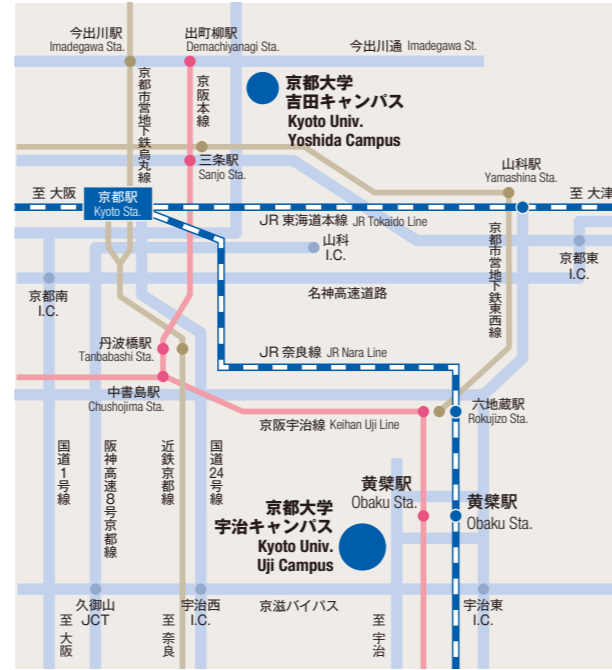 今出川駅
Imadegawa Sta.
出町柳駅
Demachiyanagi Sta.
今出川通 Imadegawa St.
京都市営地下鉄烏丸線
京阪本線
京都大学
吉田キャンパス
Kyoto Univ.
Yoshida Campus
三条駅
Sanjo Sta.
山科駅
Yamashina Sta.
至 大阪
京都駅
Kyoto Sta.
至 大津
JR 東海道本線 JR Tokaido Line
山科
I.C.
京都市営地下鉄東西線
京都東
I.C.
京都南
I.C.
名神高速道路
丹波橋駅
Tanbabashi Sta.
JR 奈良線 JR Nara Line
中書島駅
Chushojima Sta.
京阪宇治線 Keihan Uji Line
六地蔵駅
Rokujizo Sta.
国道1号線
阪神高速8号京都線
近鉄京都線
国道24号線
京都大学
宇治キャンパス
Kyoto Univ.
Uji Campus
黄檗駅
Obaku Sta.
黄檗駅
Obaku Sta.
久御山
JCT
宇治西
I.C.
京滋バイパス
宇治東
I.C.
至 大阪
至 奈良
至 宇治